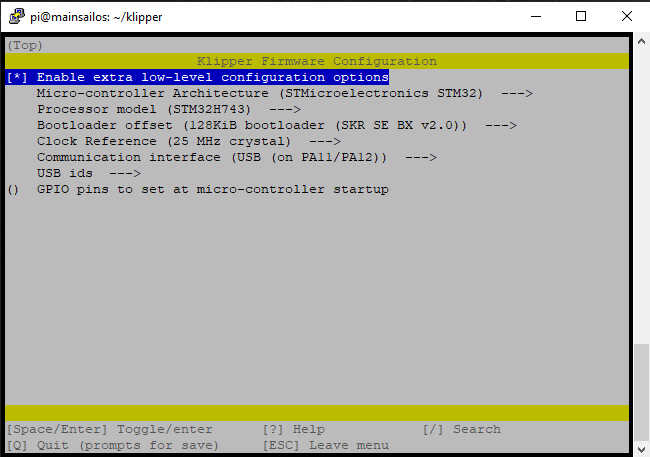 pi@mainsailos: ~/klipper
(Top)
Klipper Firmware Configuration
[*] Enable extra low-level configuration options
Micro-controller Architecture (STMicroelectronics STM32) --->
Processor model (STM32H743) --->
Bootloader offset (128KiB bootloader (SKR SE BX v2.0)) --->
Clock Reference (25 MHz crystal) --->
Communication interface (USB (on PA11/PA12)) --->
USB ids --->
() GPIO pins to set at micro-controller startup
[Space/Enter] Toggle/enter [?] Help [/] Search
[Q] Quit (prompts for save) [ESC] Leave menu